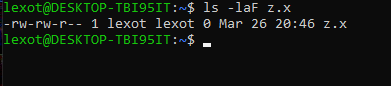 lexot@DESKTOP-TBI95IT:~$ ls -laF z.x
-rw-rw-r-- 1 lexot lexot 0 Mar 26 20:46 z.x
lexot@DESKTOP-TBI95IT:~$